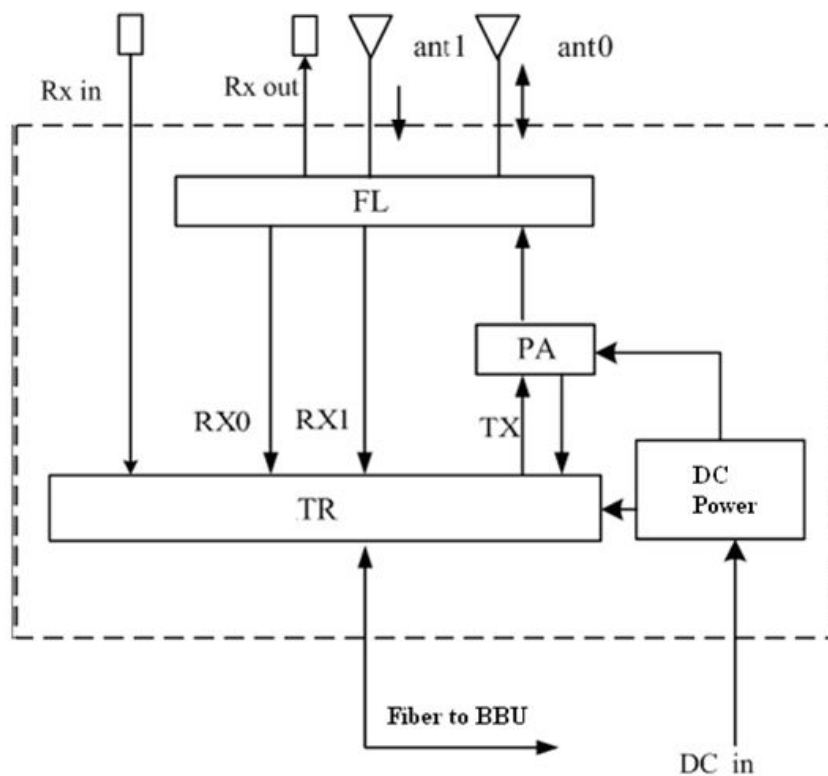 ant1
ant0
Rx in
Rx out
FL
PA
RX0
RX1
TX
TR
DC
Power
Fiber to BBU
DC in